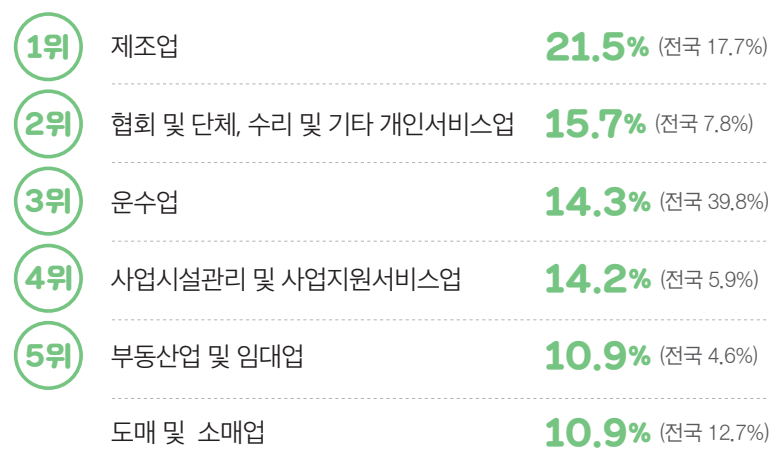 1위 제조업 21.5% (전국 17.7%)
2위 협회 및 단체, 수리 및 기타 개인서비스업 15.7% (전국 7.8%)
3위 운수업 14.3% (전국 39.8%)
4위 사업시설관리 및 사업지원서비스업 14.2% (전국 5.9%)
5위 부동산업 및 임대업 10.9% (전국 4.6%)
도매 및 소매업 10.9% (전국 12.7%)